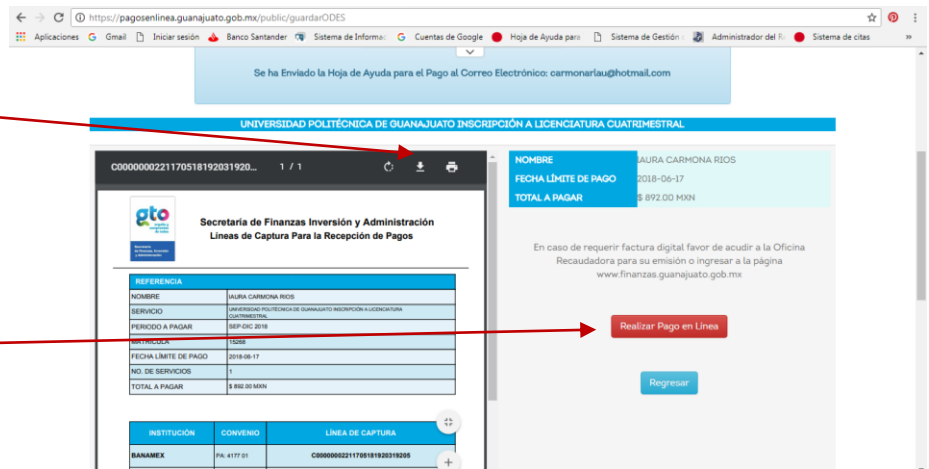 https://pagosenlinea.guanajuato.gob.mx/public/guardarODES
Aplicaciones Gmail Iniciar sesión Banco Santander Sistema de Informac Cuentas de Google Hoja de Ayuda para Sistema de Gestión Administrador del R Sistema de citas »
Se ha Enviado la Hoja de Ayuda para el Pago al Correo Electrónico: carmonarlau@hotmail.com
UNIVERSIDAD POLITÉCNICA DE GUANAJUATO INSCRIPCIÓN A LICENCIATURA CUATRIMESTRAL
C0000000221170518192031920... 1 / 1
gto
Secretaría de Finanzas Inversión y Administración
Líneas de Captura Para la Recepción de Pagos
REFERENCIA
NOMBRE lAURA CARMONA RIOS
SERVICIO UNIVERSIDAD POLITÉCNICA DE GUANAJUATO INSCRIPCIÓN A LICENCIATURA
CUATRIMESTRAL
PERIODO A PAGAR SEP-DIC 2018
MATRICULA 15268
FECHA LÍMITE DE PAGO 2018-06-17
NO. DE SERVICIOS 1
TOTAL A PAGAR $ 892.00 MXN
INSTITUCIÓN CONVENIO LÍNEA DE CAPTURA
BANAMEX PA: 4177 01 C0000000221170518192031920​5
NOMBRE lAURA CARMONA RIOS
FECHA LÍMITE DE PAGO 2018-06-17
TOTAL A PAGAR $ 892.00 MXN
En caso de requerir factura digital favor de acudir a la Oficina
Recaudadora para su emisión o ingresar a la página
www.finanzas.guanajuato.gob.mx
Realizar Pago en Línea
Regresar